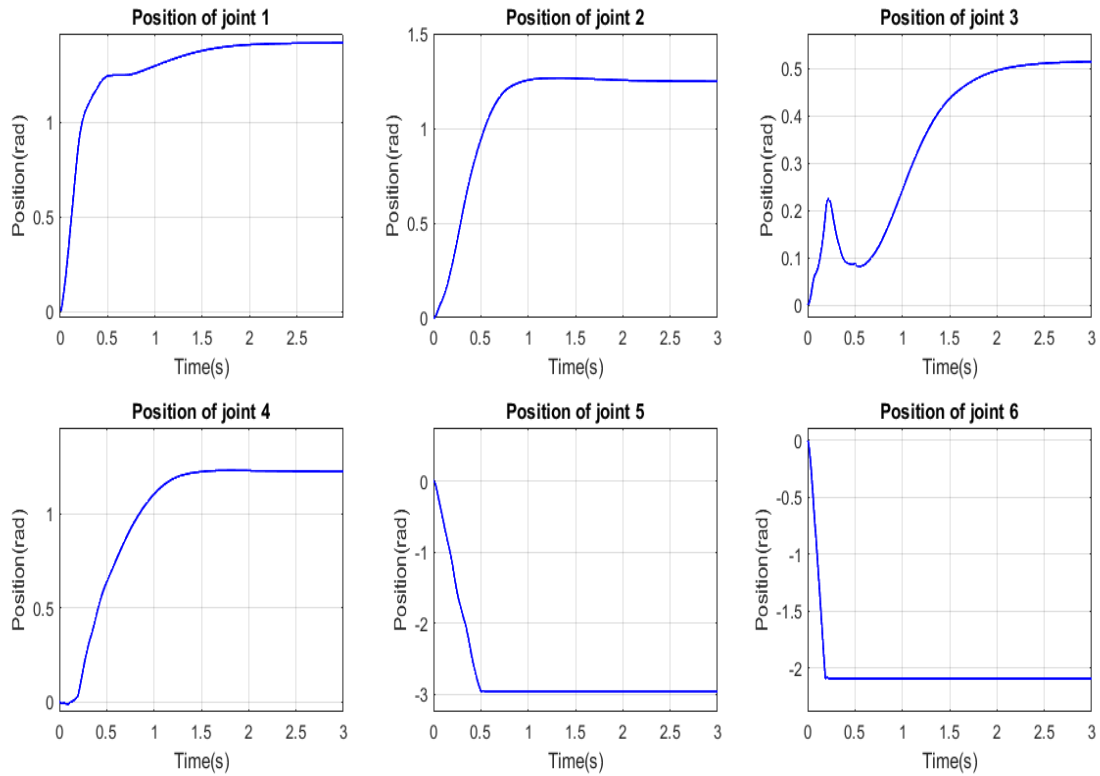 Position of joint 1
Position(rad)
1
0.5
0
0 0.5 1 1.5 2 2.5
Time(s)
Position of joint 2
Position(rad)
1.5
1
0.5
0
0 0.5 1 1.5 2 2.5 3
Time(s)
Position of joint 3
Position(rad)
0.5
0.4
0.3
0.2
0.1
0
0 0.5 1 1.5 2 2.5 3
Time(s)
Position of joint 4
Position(rad)
1
0.5
0
0 0.5 1 1.5 2 2.5 3
Time(s)
Position of joint 5
Position(rad)
0
-1
-2
-3
0 0.5 1 1.5 2 2.5 3
Time(s)
Position of joint 6
Position(rad)
0
-0.5
-1
-1.5
-2
0 0.5 1 1.5 2 2.5 3
Time(s)